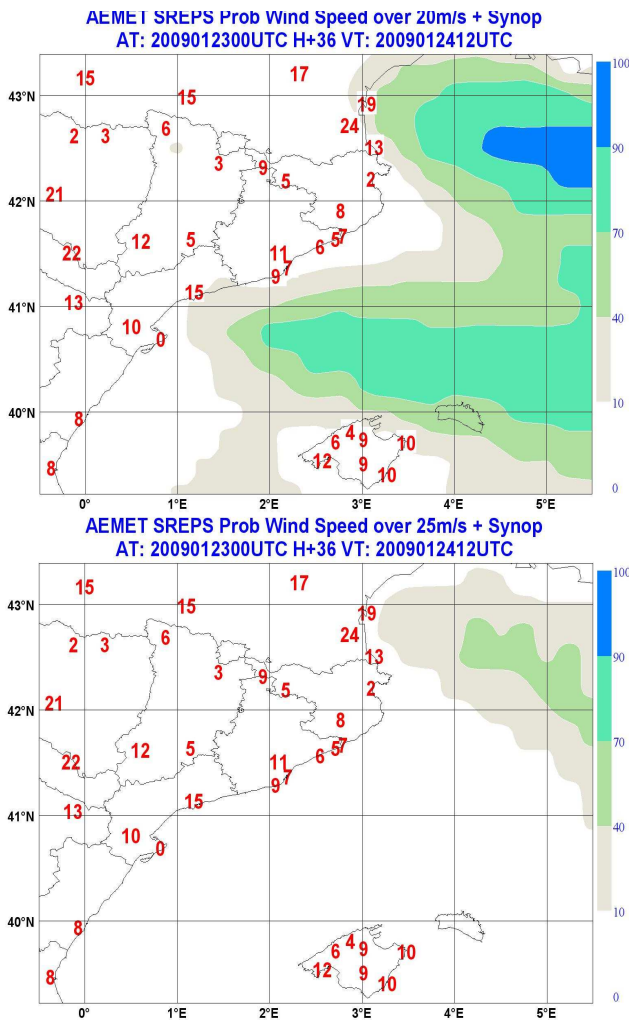 AEMET SREPS Prob Wind Speed over 20m/s + Synop
AT: 2009012300UTC H+36 VT: 2009012412UTC
100
15 17
43°N 15 19
90
2 3 6 24 13
3 9 5 2
21
42°N
8
70
12 5 5 7
22 11 6
9 7
13 15
41°N
40
10 0
8
40°N
4 10
6 9
8 12 9 10
10
0
0° 1° 2° 3° 4° 5°
AEMET SREPS Prob Wind Speed over 25m/s + Synop
AT: 2009012300UTC H+36 VT: 2009012412UTC
100
15 17
43°N 15 19
90
2 3 6 24 13
3 9 5 2
21
42°N
8
70
12 5 5 7
22 11 6
9 7
13 15
41°N
40
10 0
10
8
40°N
4 10
6 9
8 12 9 10
0
0° 1° 2° 3° 4° 5°